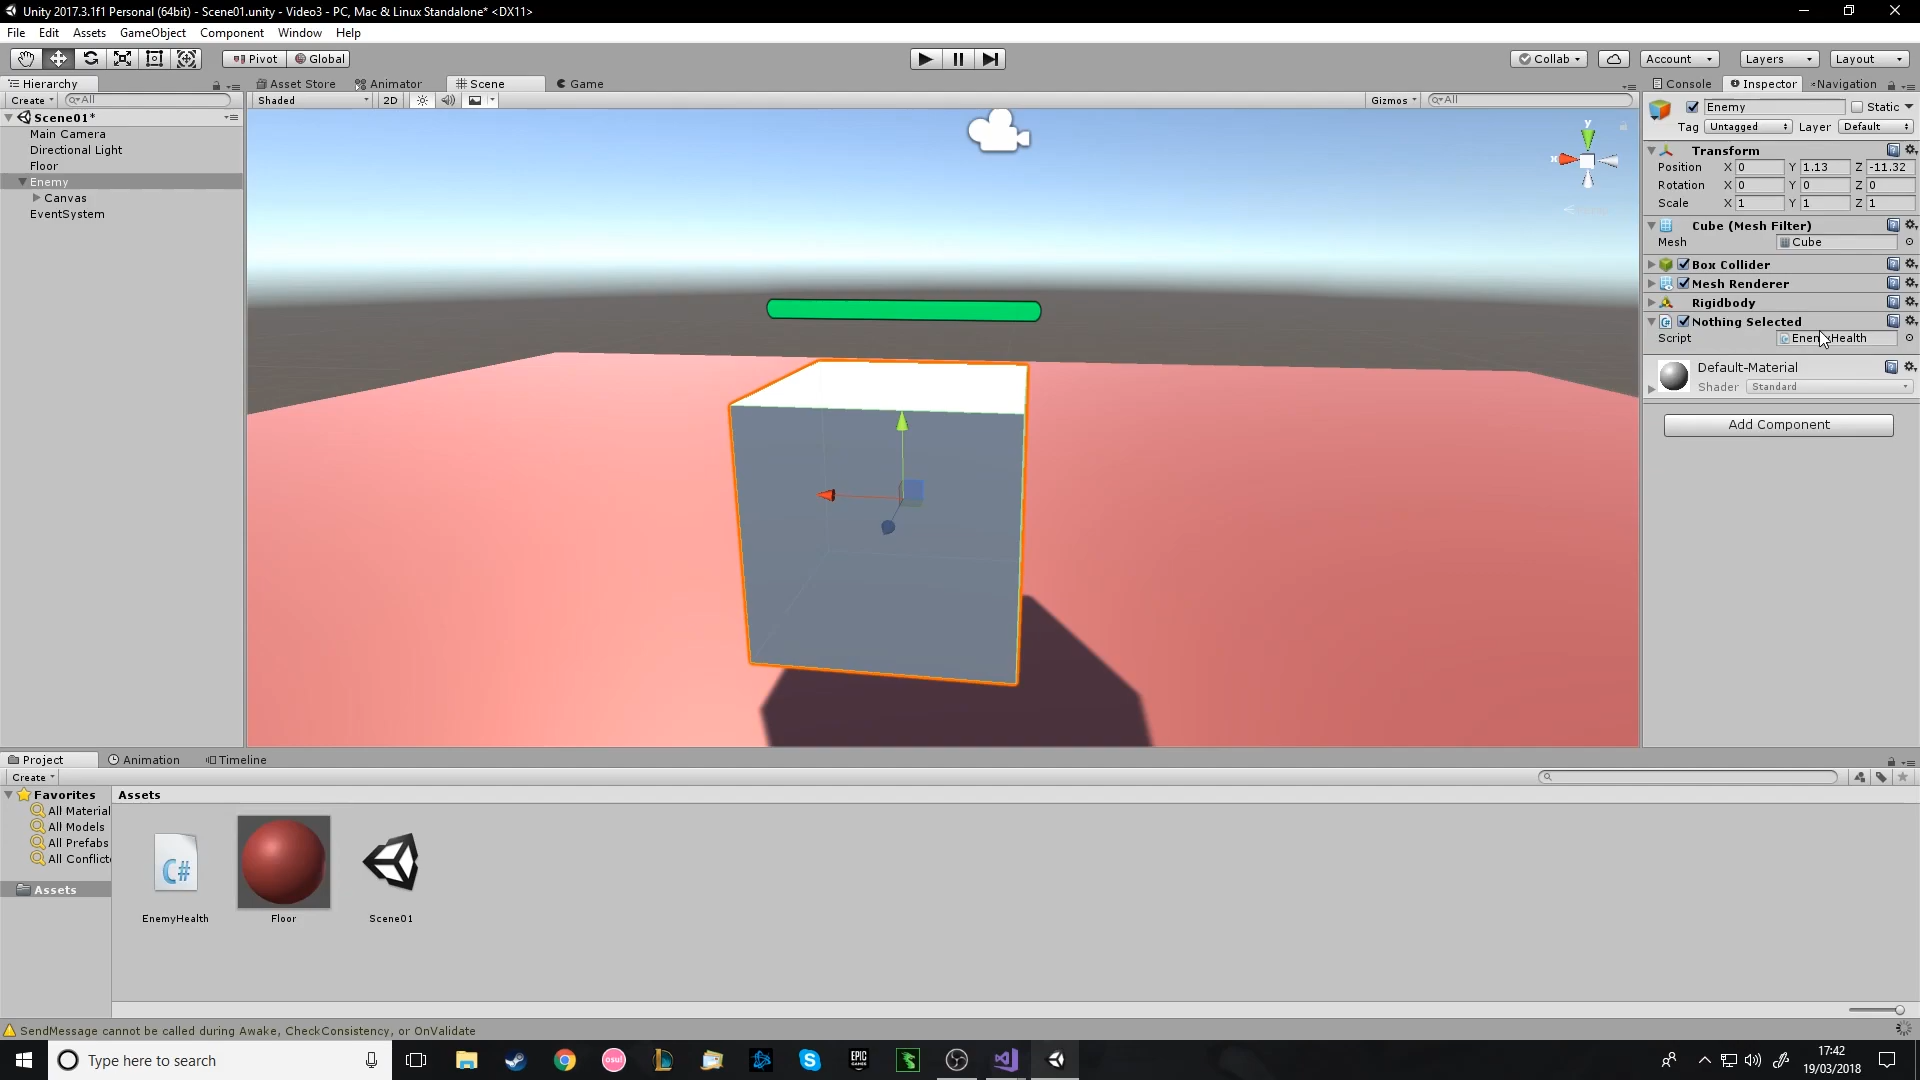 Unity 2017.3.1f1 Personal (64bit) - Scene01.unity - Video3 - PC, Mac & Linux Standalone* <DX11>
File Edit Assets GameObject Component Window Help
Pivot Global Collab Account Layers Layout
Hierarchy Asset Store Animator Scene Game Console Inspector Navigation
Create All Shaded 2D Gizmos All
Scene01*
Main Camera
Directional Light
Floor
Enemy
Canvas
EventSystem
y
x
Enemy Static
Tag Untagged Layer Default
Transform
Position X 0 Y 1.13 Z -11.32
Rotation X 0 Y 0 Z 0
Scale X 1 Y 1 Z 1
Cube (Mesh Filter)
Mesh Cube
Box Collider
Mesh Renderer
Rigidbody
C# Nothing Selected
Script EnemyHealth
Default-Material
Shader Standard
Add Component
Project Animation Timeline
Create
Favorites
All Material
All Models
All Prefabs
All Conflict
Assets
Assets
C#
EnemyHealth Floor Scene01
SendMessage cannot be called during Awake, CheckConsistency, or OnValidate
Type here to search
osu!
EPIC
GAMES
17:42
19/03/2018